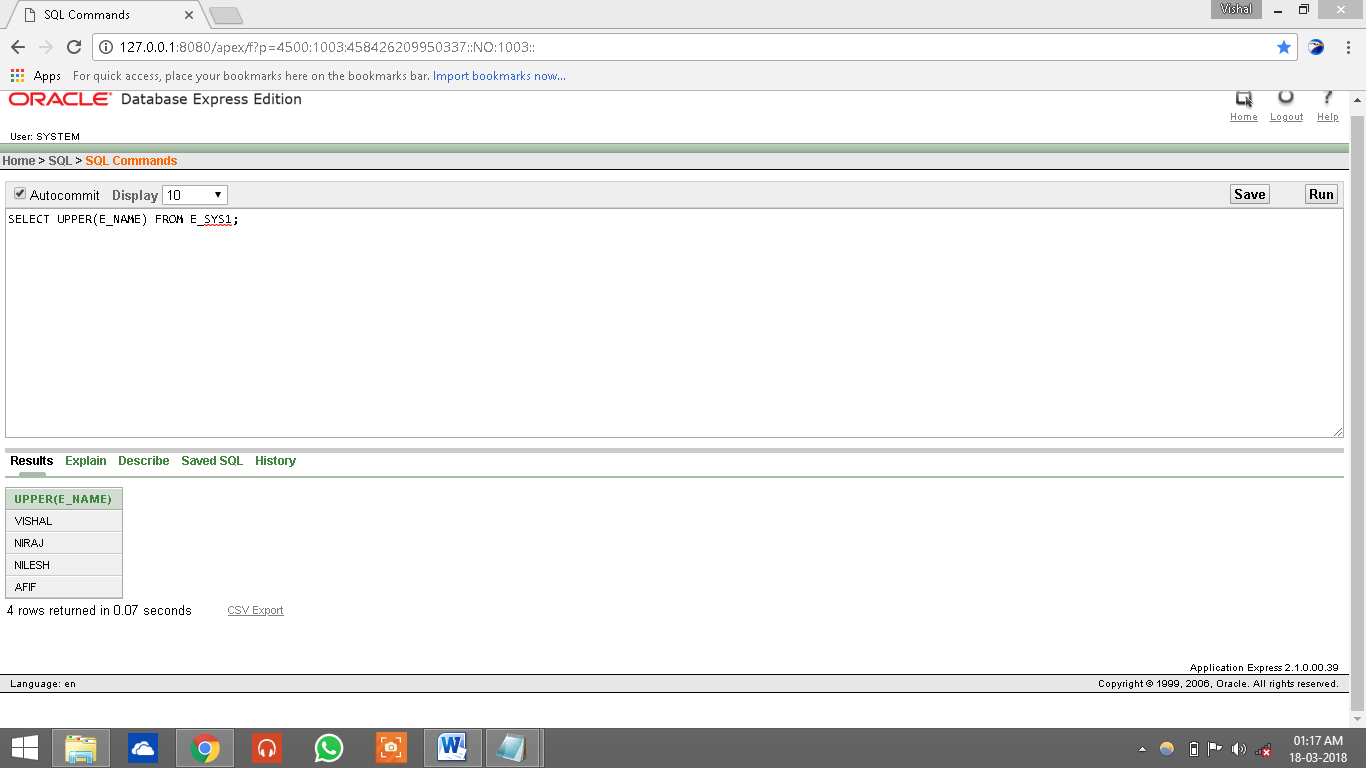 SQL Commands
Vishal
127.0.0.1:8080/apex/f?p=4500:1003:458426209950337::NO:1003::
Apps For quick access, place your bookmarks here on the bookmarks bar. Import bookmarks now...
ORACLE® Database Express Edition
Home Logout Help
User: SYSTEM
Home > SQL > SQL Commands
Autocommit Display 10 Save Run
SELECT UPPER(E_NAME) FROM E_SYS1;
Results Explain Describe Saved SQL History
UPPER(E_NAME)
VISHAL
NIRAJ
NILESH
AFIF
4 rows returned in 0.07 seconds CSV Export
Application Express 2.1.0.00.39
Language: en Copyright © 1999, 2006, Oracle. All rights reserved.
01:17 AM
18-03-2018